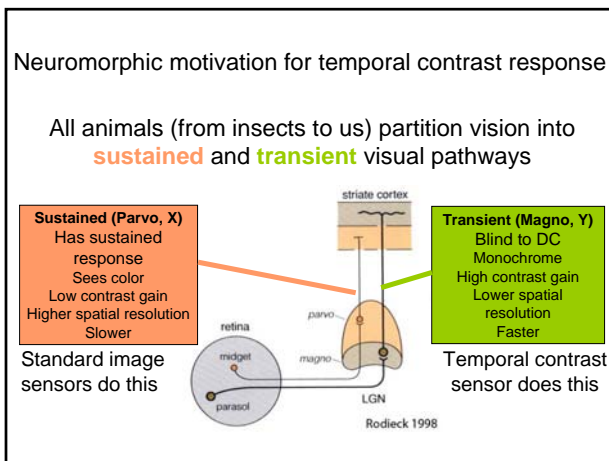 Neuromorphic motivation for temporal contrast response
All animals (from insects to us) partition vision into
sustained and transient visual pathways
Sustained (Parvo, X)
Has sustained
response
Sees color
Low contrast gain
Higher spatial resolution
Slower
Standard image
sensors do this
striate cortex
parvo
magno
LGN
retina
midget
parasol
Rodieck 1998
Transient (Magno, Y)
Blind to DC
Monochrome
High contrast gain
Lower spatial
resolution
Faster
Temporal contrast
sensor does this